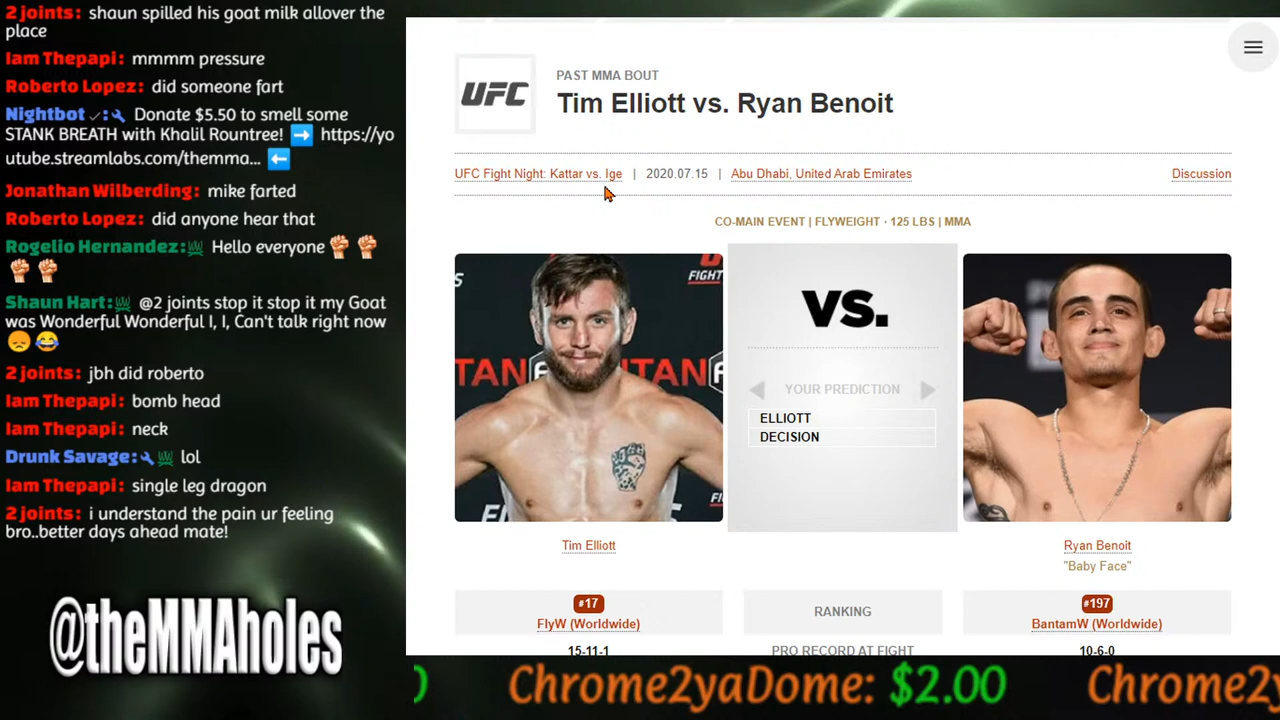 2 joints: shaun spilled his goat milk allover the
place
Iam Thepapi: mmmm pressure
Roberto Lopez: did someone fart
Nightbot: Donate $5.50 to smell some
STANK BREATH with Khalil Rountree! ➡ https://yo
utube.streamlabs.com/themma... ⬅
Jonathan Wilberding: mike farted
Roberto Lopez: did anyone hear that
Rogelio Hernandez: Hello everyone ✊🏼 ✊🏼
✊🏼 ✊🏼
Shaun Hart: @2 joints stop it stop it my Goat
was Wonderful Wonderful I, I, Can't talk right now
😞😂
2 joints: jbh did roberto
Iam Thepapi: bomb head
Iam Thepapi: neck
Drunk Savage: lol
Iam Thepapi: single leg dragon
2 joints: i understand the pain ur feeling
bro..better days ahead mate!
@theMMAholes
UFC
PAST MMA BOUT
Tim Elliott vs. Ryan Benoit
UFC Fight Night: Kattar vs. Ige | 2020.07.15 | Abu Dhabi, United Arab Emirates
Discussion
CO-MAIN EVENT | FLYWEIGHT · 125 LBS | MMA
VS.
YOUR PREDICTION
ELLIOTT
DECISION
FIGHT
Tim Elliott
Ryan Benoit
"Baby Face"
#17
FlyW (Worldwide)
RANKING
#197
BantamW (Worldwide)
15-11-1
PRO RECORD AT FIGHT
10-6-0
Chrome2yaDome: $2.00